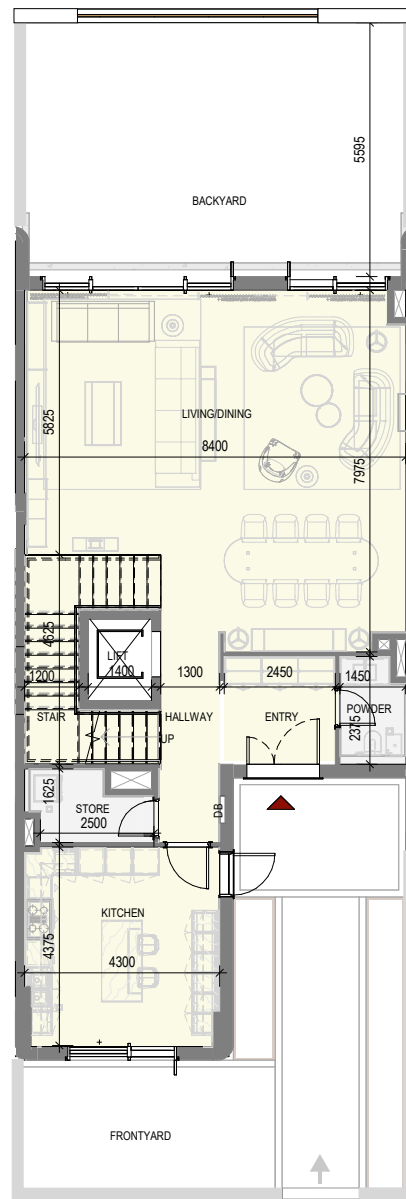 5595
BACKYARD
5825
LIVING/DINING
8400
7975
4625
LIFT
1200
1400
1300
2450
1450
STAIR
HALLWAY
ENTRY
POWDER
UP
2375
1625
STORE
2500
DB
KITCHEN
4375
4300
FRONTYARD